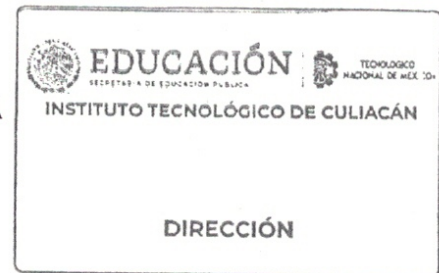 EDUCACIÓN
SECRETARÍA DE EDUCACIÓN PÚBLICA
TECNOLÓGICO
NACIONAL DE MÉXICO
INSTITUTO TECNOLÓGICO DE CULIACÁN
DIRECCIÓN